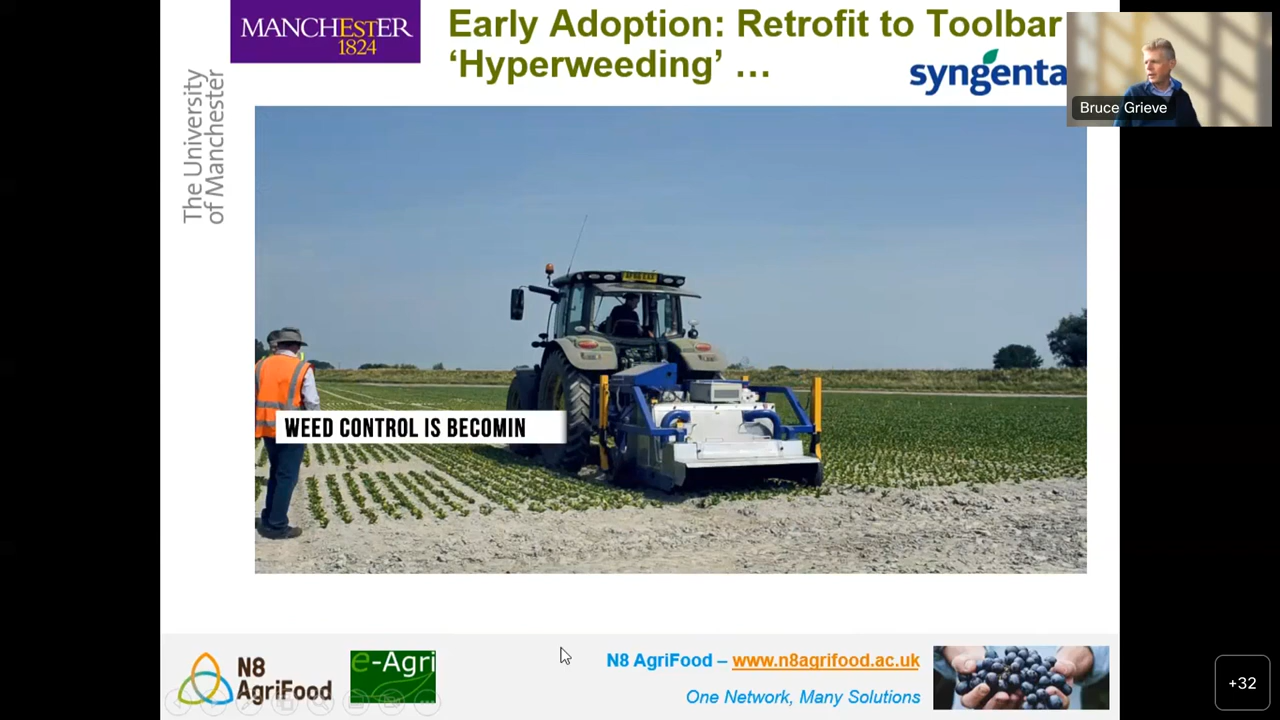 MANCHESTER
1824
The University
of Manchester
Early Adoption: Retrofit to Toolbar
‘Hyperweeding’ …
syngenta
Bruce Grieve
WEED CONTROL IS BECOMIN
N8
AgriFood
e-Agri
N8 AgriFood – www.n8agrifood.ac.uk
One Network, Many Solutions
+32